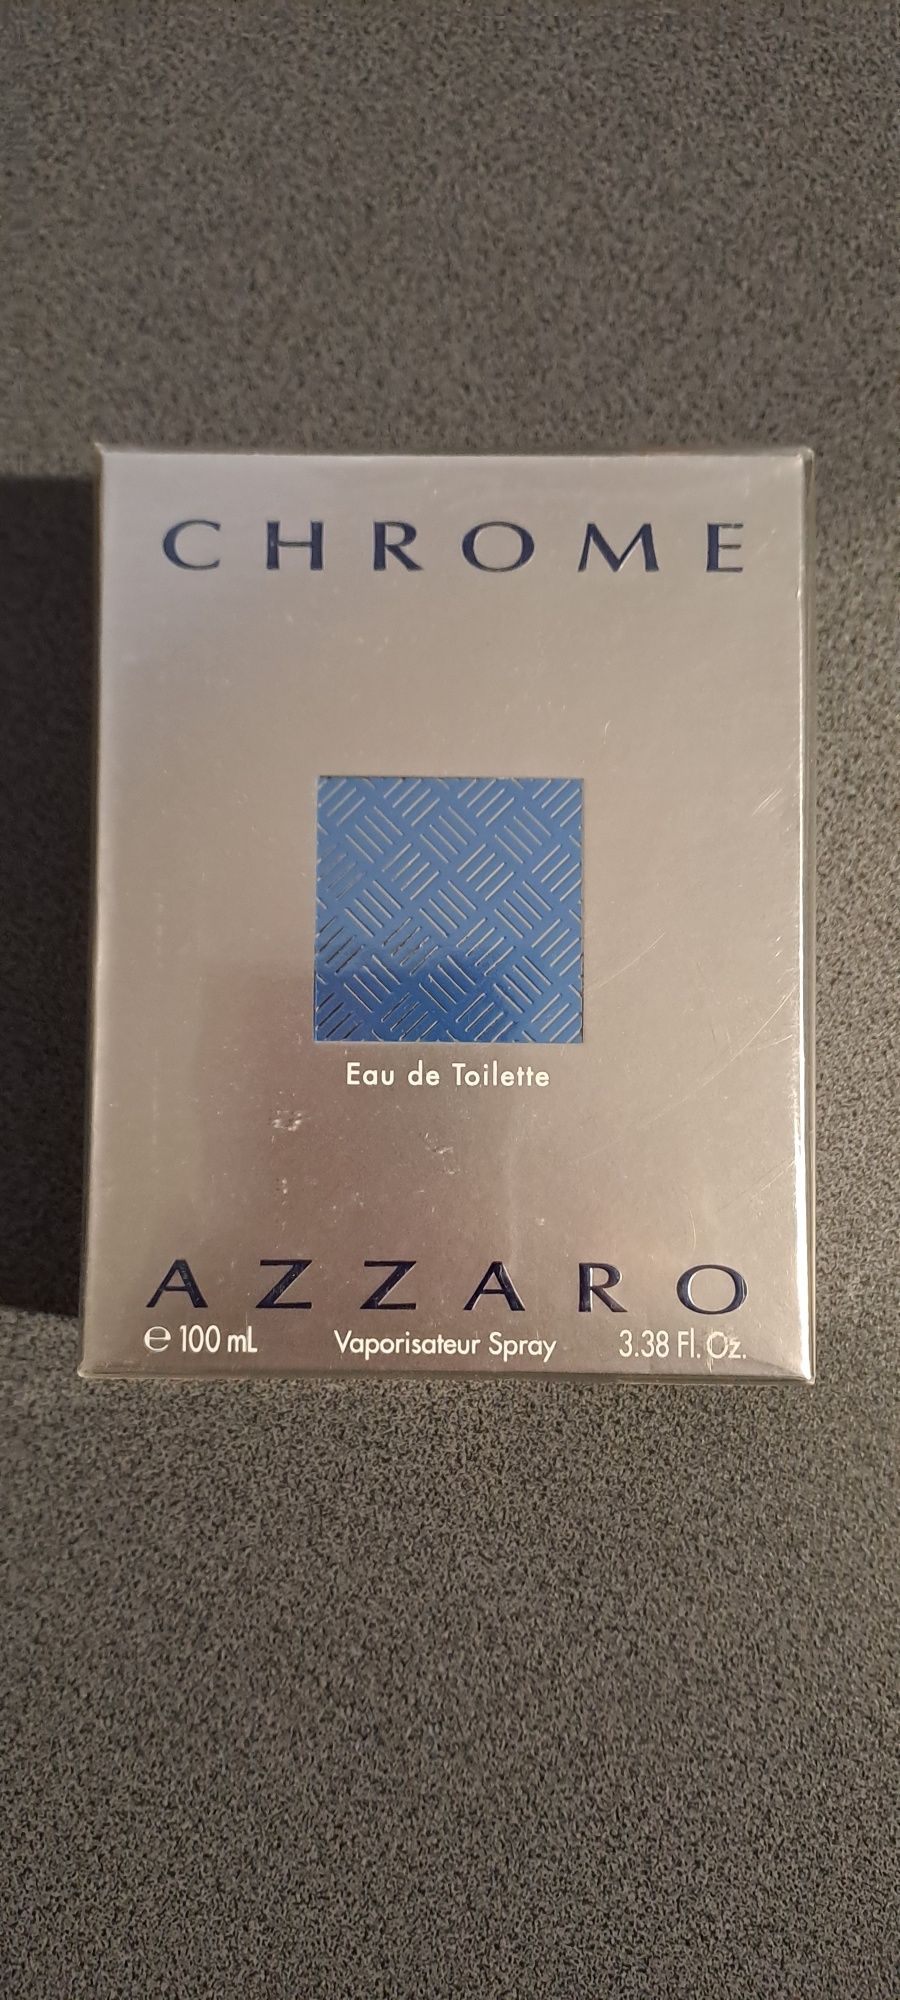 CHROME
Eau de Toilette
AZZARO
e 100 mL Vaporisateur Spray 3.38 Fl. Oz.